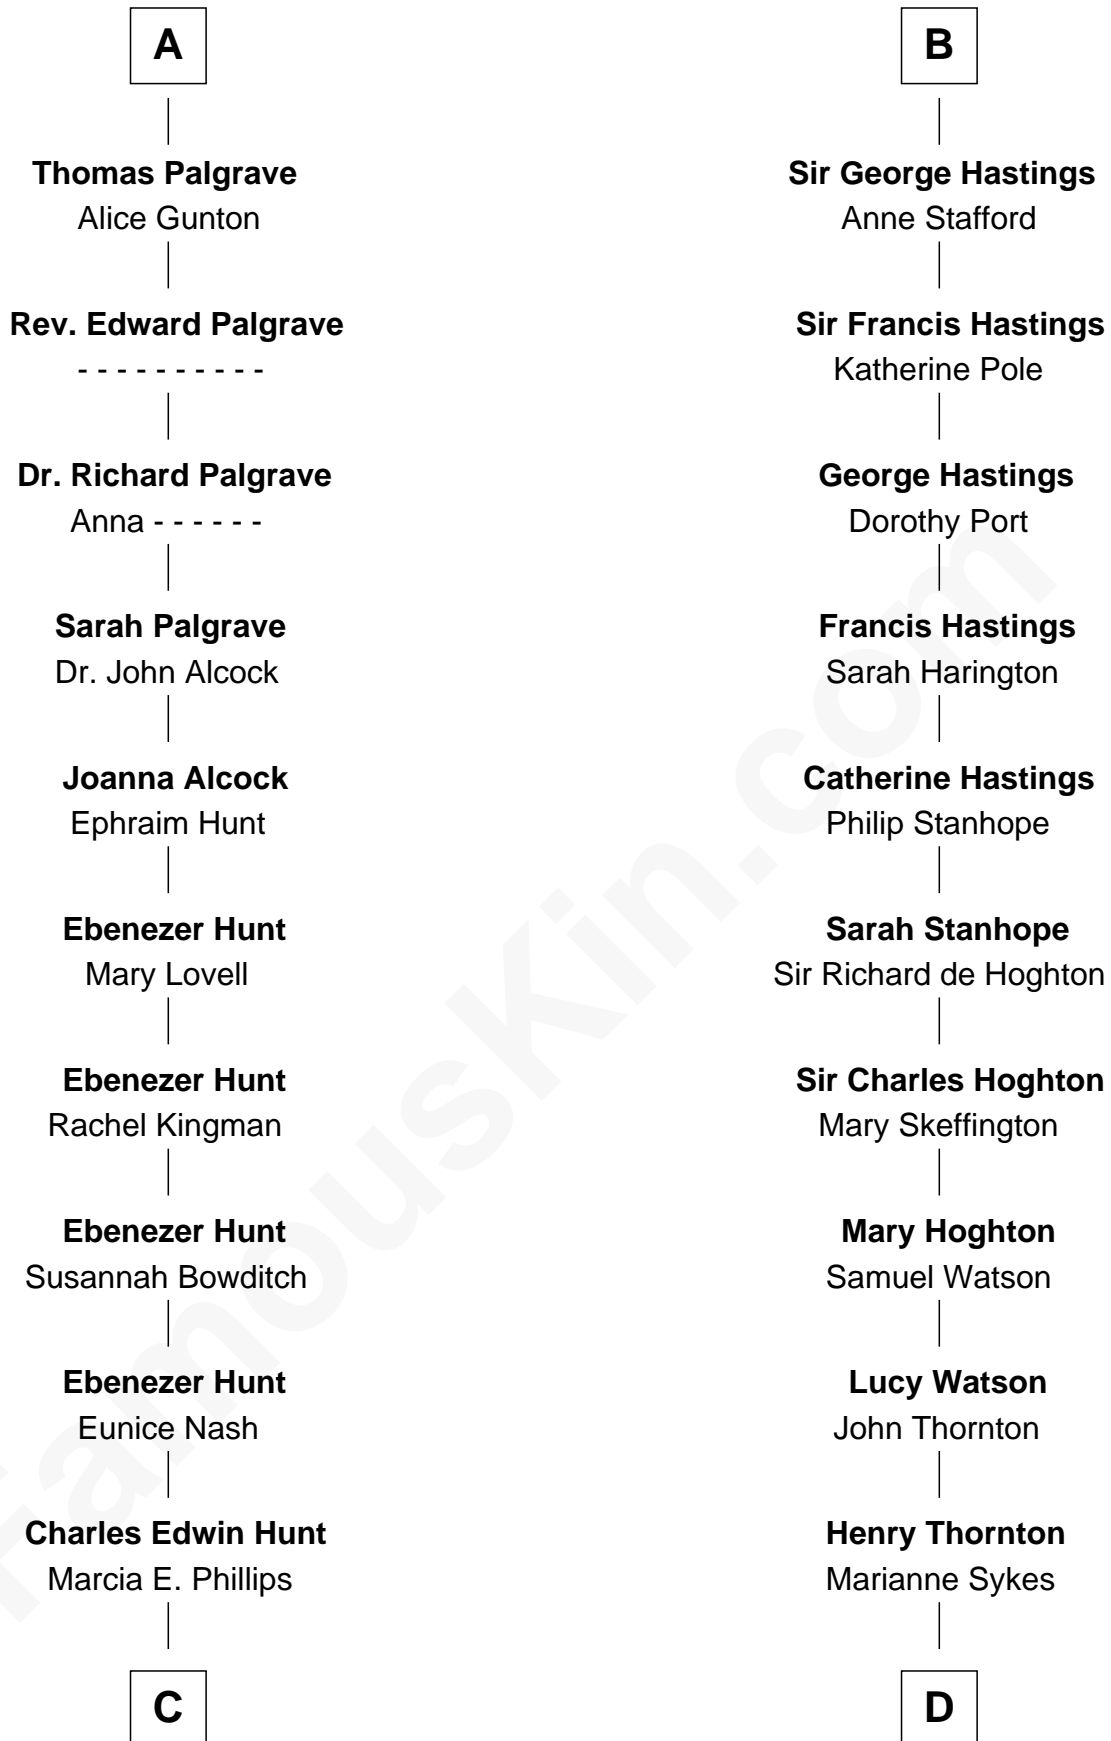 A
Thomas Palgrave
Alice Gunton
Rev. Edward Palgrave
- - - - - - - - - -
Dr. Richard Palgrave
Anna - - - - - -
Sarah Palgrave
Dr. John Alcock
Joanna Alcock
Ephraim Hunt
Ebenezer Hunt
Mary Lovell
Ebenezer Hunt
Rachel Kingman
Ebenezer Hunt
Susannah Bowditch
Ebenezer Hunt
Eunice Nash
Charles Edwin Hunt
Marcia E. Phillips
C
B
Sir George Hastings
Anne Stafford
Sir Francis Hastings
Katherine Pole
George Hastings
Dorothy Port
Francis Hastings
Sarah Harington
Catherine Hastings
Philip Stanhope
Sarah Stanhope
Sir Richard de Hoghton
Sir Charles Hoghton
Mary Skeffington
Mary Hoghton
Samuel Watson
Lucy Watson
John Thornton
Henry Thornton
Marianne Sykes
D
FamousKin.com